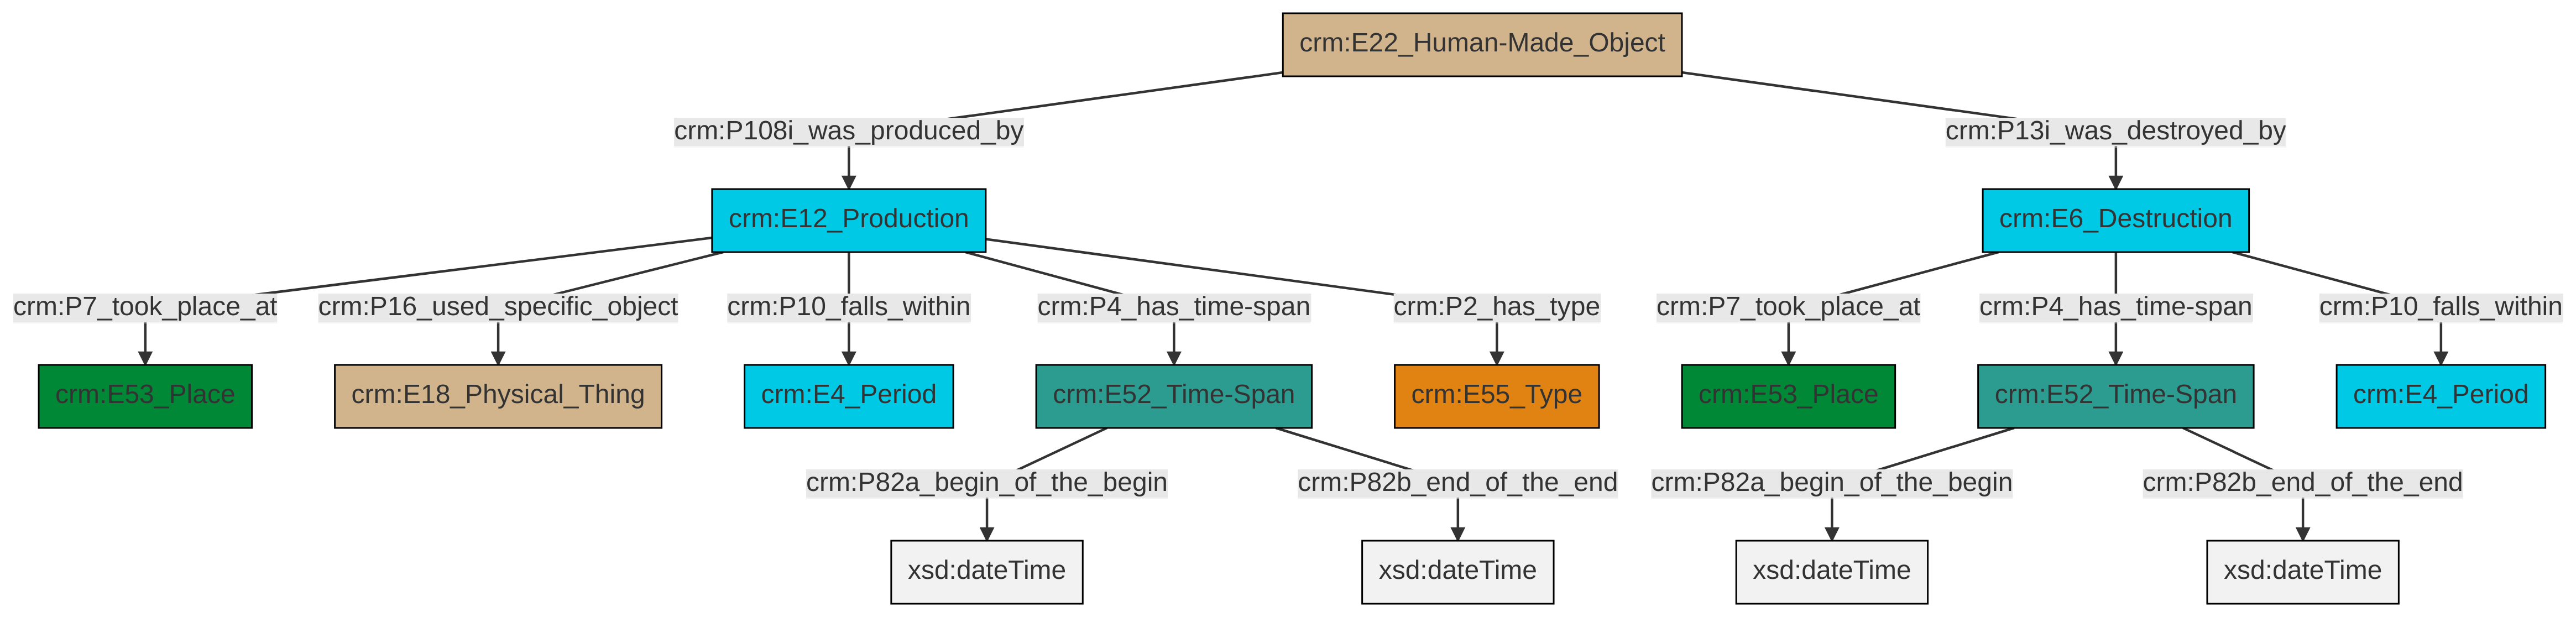 crm:E22_Human-Made_Object
crm:P108i_was_produced_by
crm:P13i_was_destroyed_by
crm:E12_Production
crm:E6_Destruction
crm:P7_took_place_at
crm:P16_used_specific_object
crm:P10_falls_within
crm:P4_has_time-span
crm:P2_has_type
crm:P7_took_place_at
crm:P4_has_time-span
crm:P10_falls_within
crm:E53_Place
crm:E18_Physical_Thing
crm:E4_Period
crm:E52_Time-Span
crm:E55_Type
crm:E53_Place
crm:E52_Time-Span
crm:E4_Period
crm:P82a_begin_of_the_begin
crm:P82b_end_of_the_end
crm:P82a_begin_of_the_begin
crm:P82b_end_of_the_end
xsd:dateTime
xsd:dateTime
xsd:dateTime
xsd:dateTime